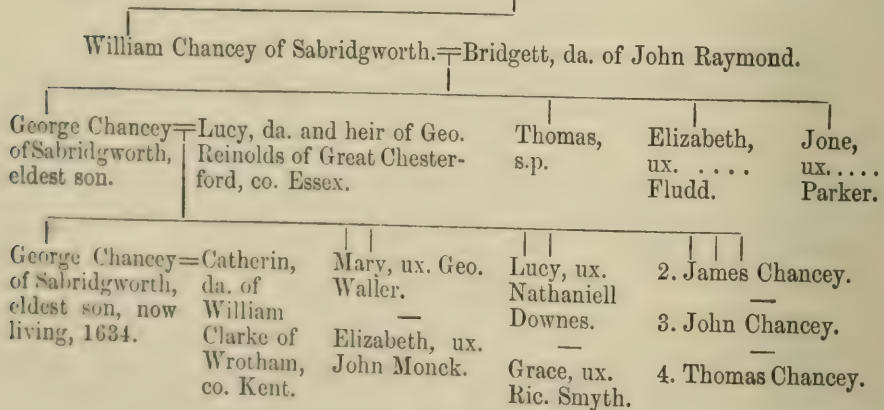 William Chancey of Sabridgworth.=Bridgett, da. of John Raymond.
George Chancey=
of Sabridgworth,
eldest son.
Lucy, da. and heir of Geo.
Reinolds of Great Chester-
ford, co. Essex.
Thomas,
s.p.
Elizabeth,
ux. . . . .
Fludd.
Jone,
ux. . . . .
Parker.
George Chancey=
of Sabridgworth,
eldest son, now
living, 1634.
Catherin,
da. of
William
Clarke of
Wrotham,
co. Kent.
Mary, ux. Geo.
Waller.
—
Elizabeth, ux.
John Monck.
Lucy, ux.
Nathaniell
Downes.
—
Grace, ux.
Ric. Smyth.
2. James Chancey.
—
3. John Chancey.
—
4. Thomas Chancey.